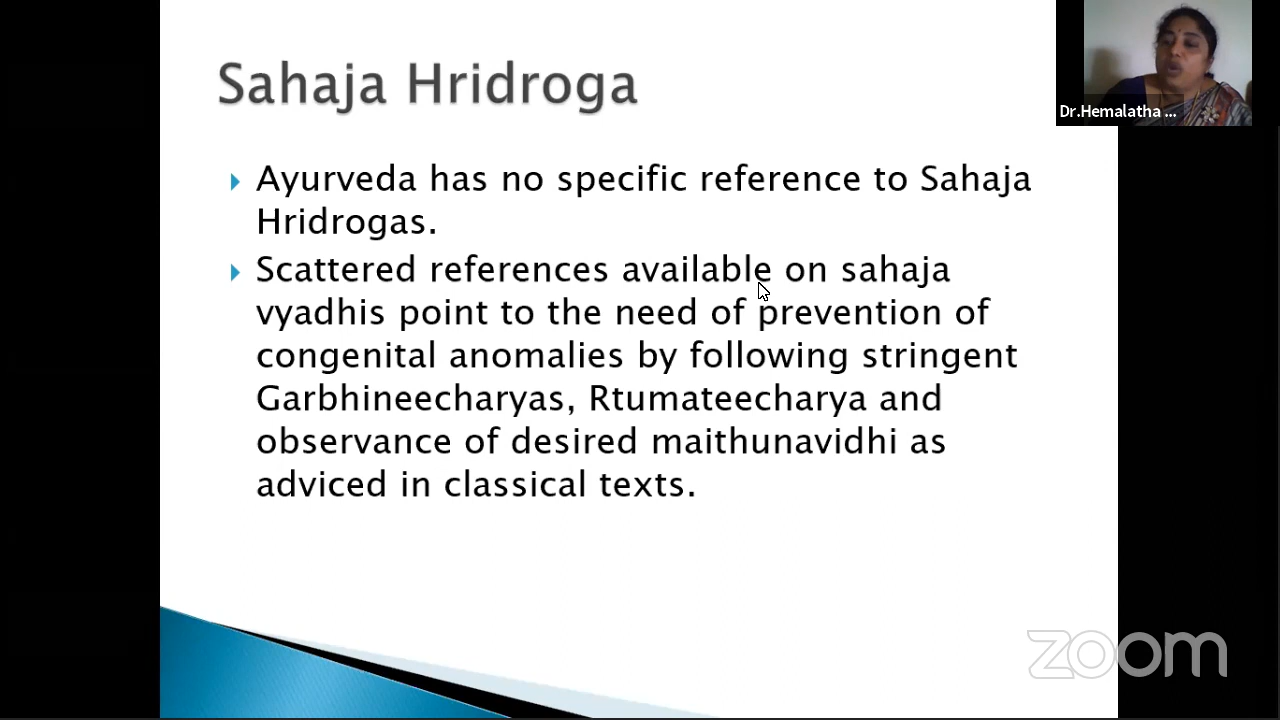 Sahaja Hridroga
Dr.Hemalatha ...
Ayurveda has no specific reference to Sahaja
Hridrogas.
Scattered references available on sahaja
vyadhis point to the need of prevention of
congenital anomalies by following stringent
Garbhineecharyas, Rtumateecharya and
observance of desired maithunavidhi as
adviced in classical texts.
zoom